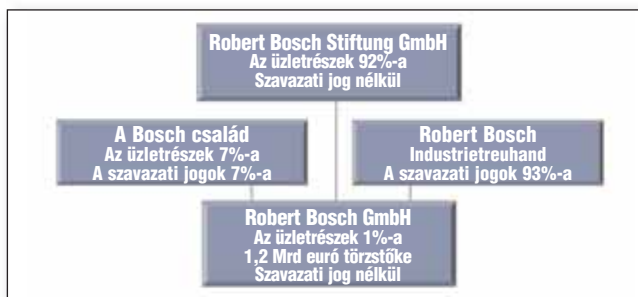 Robert Bosch Stiftung GmbH
Az üzletrészek 92%-a
Szavazati jog nélkül
A Bosch család
Az üzletrészek 7%-a
A szavazati jogok 7%-a
Robert Bosch
Industrietreuhand
A szavazati jogok 93%-a
Robert Bosch GmbH
Az üzletrészek 1%-a
1,2 Mrd euró törzstőke
Szavazati jog nélkül